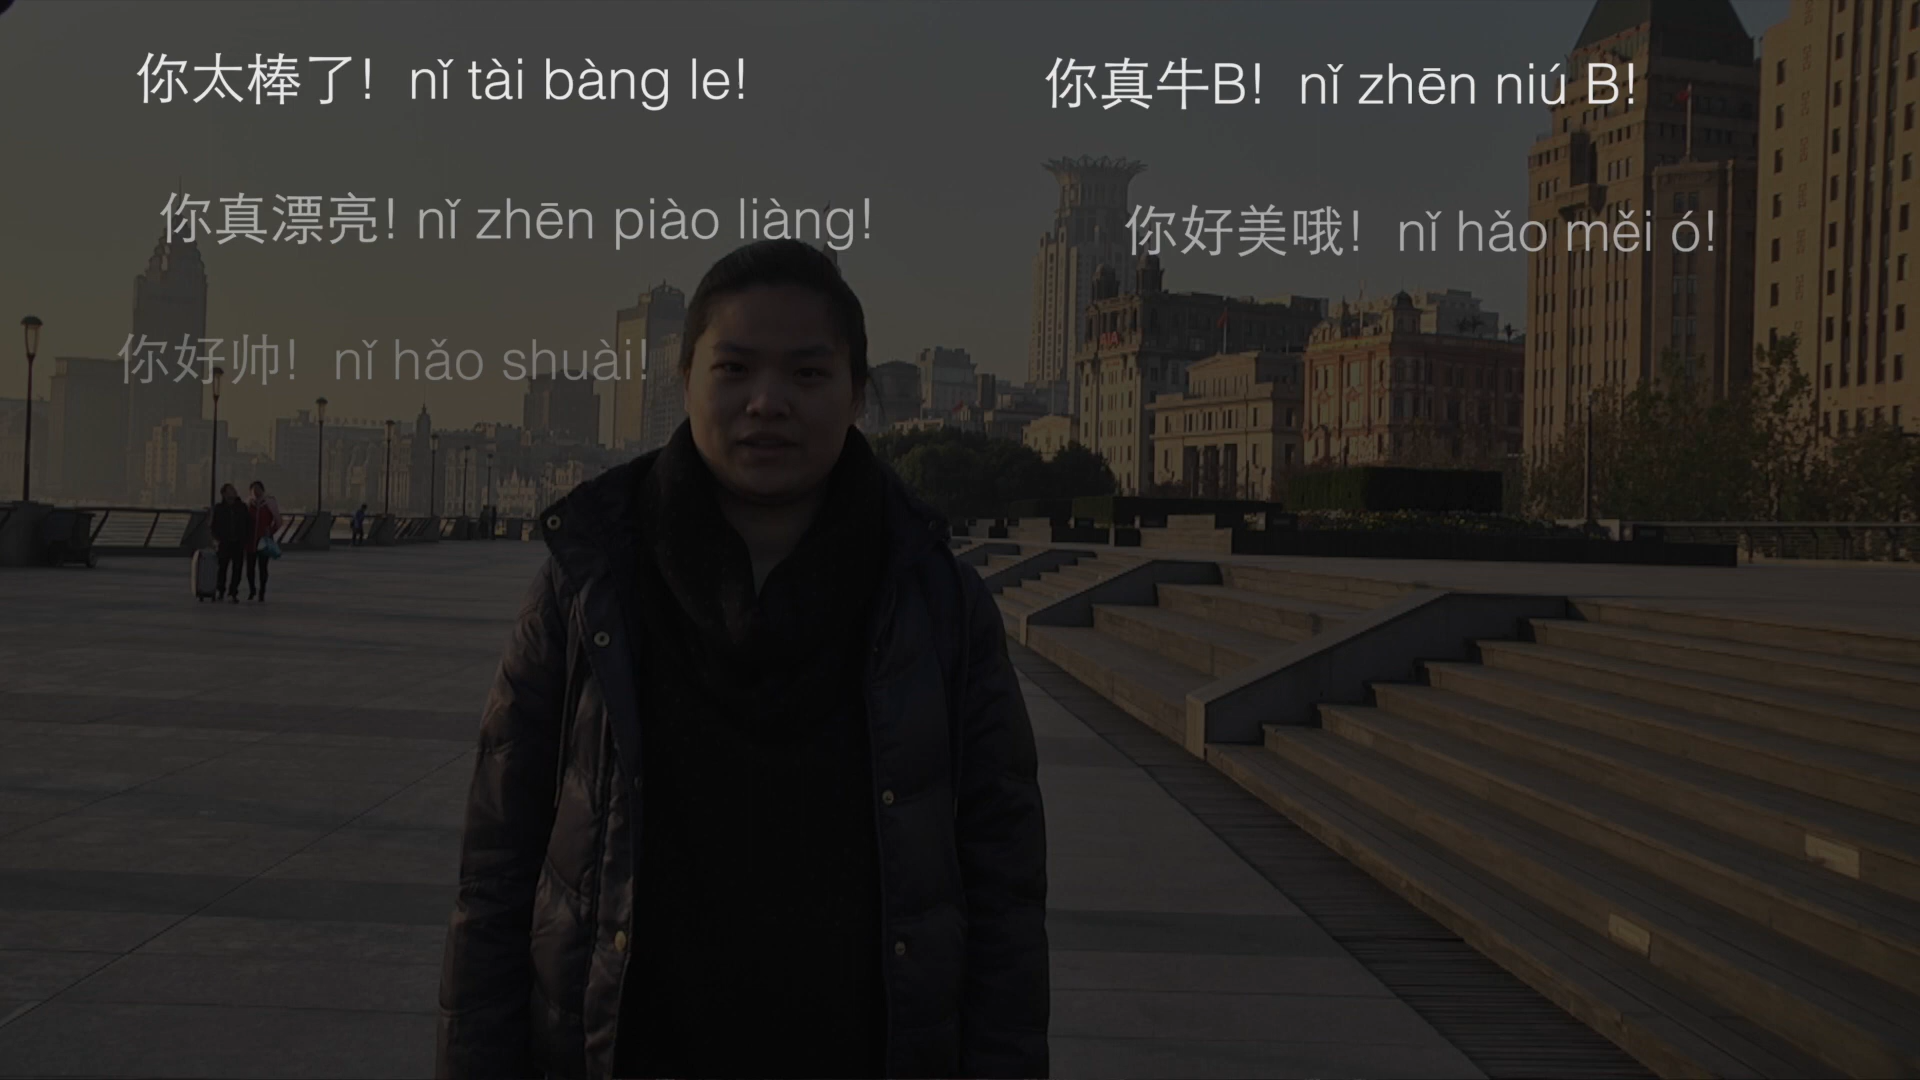 你太棒了! nǐ tài bàng le!
你真牛B! nǐ zhēn niú B!
你真漂亮! nǐ zhēn piào liàng!
你好美哦! nǐ hǎo měi ó!
你好帅! nǐ hǎo shuài!